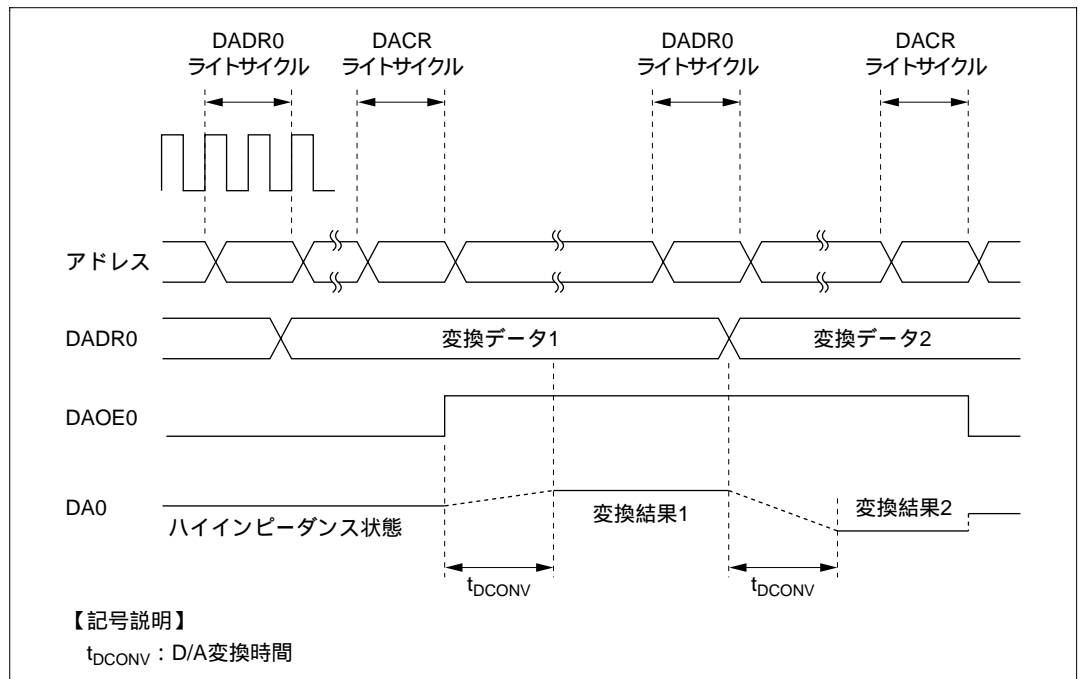 DADR0
ライトサイクル
DACR
ライトサイクル
DADR0
ライトサイクル
DACR
ライトサイクル
アドレス
DADR0
変換データ1
変換データ2
DAOE0
DA0
ハイインピーダンス状態
変換結果1
変換結果2
tDCONV
tDCONV
【記号説明】
tDCONV：D/A変換時間